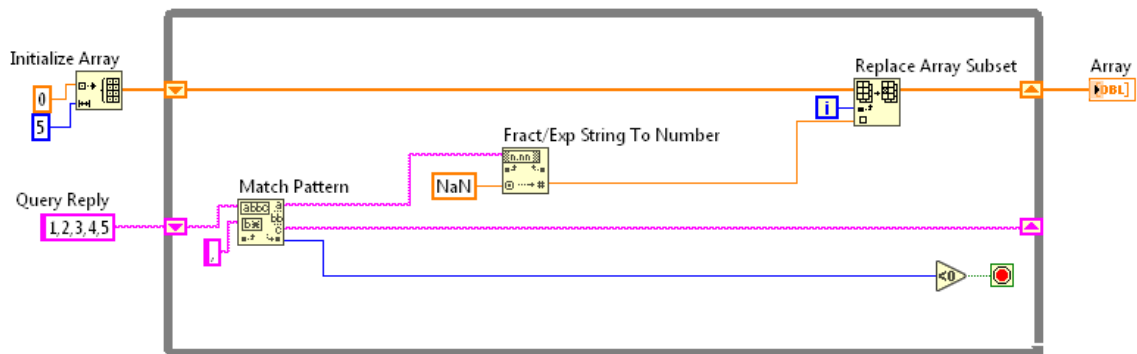 Initialize Array
0
5
Replace Array Subset
i
Array
DBL]
Fract/Exp String To Number
n.nn
NaN
Match Pattern
Query Reply
1,2,3,4,5
,
<0